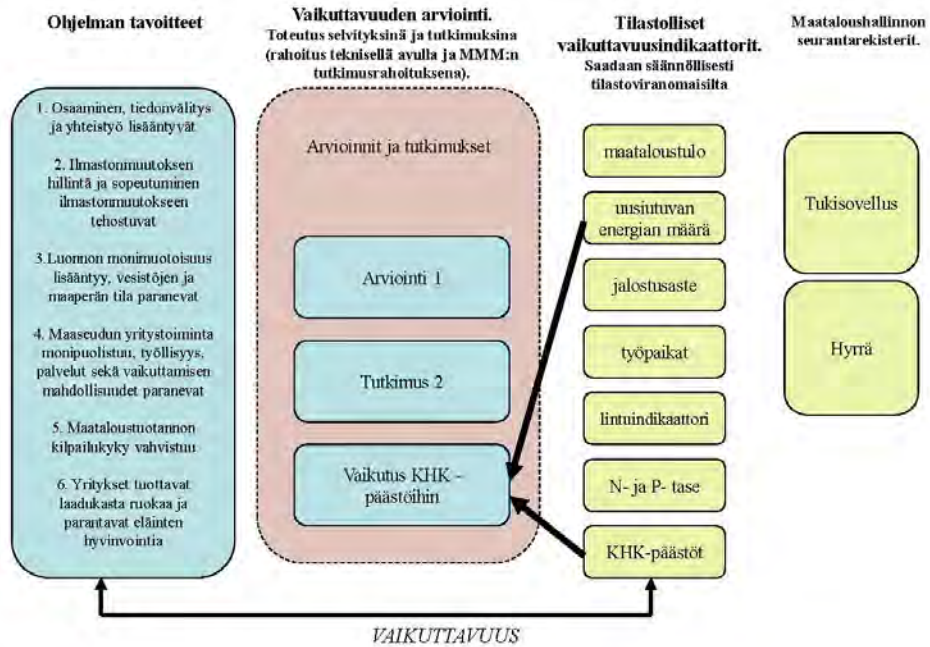 Ohjelman tavoitteet
1. Osaaminen, tiedonvälitys
ja yhteistyö lisääntyvät
2. Ilmastonmuutoksen
hillintä ja sopeutuminen
ilmastonmuutokseen
tehostuvat
3.Luonnon monimuotoisuus
lisääntyy, vesistöjen ja
maaperän tila paranevat
4. Maaseudun yritystoiminta
monipuolistuu, työllisyys,
palvelut sekä vaikuttamisen
mahdollisuudet paranevat
5. Maataloustuotannon
kilpailukyky vahvistuu
6. Yritykset tuottavat
laadukasta ruokaa ja
parantavat eläinten
hyvinvointia
Vaikuttavuuden arviointi.
Toteutus selvityksinä ja tutkimuksina
(rahoitus teknisellä avulla ja MMM:n
tutkimusrahoituksena).
Arvioinnit ja tutkimukset
Arviointi 1
Tutkimus 2
Vaikutus KHK -
päästöihin
Tilastolliset
vaikuttavuusindikaattorit.
Saadaan säännöllisesti
tilastoviranomaisilta
maataloustulo
uusiutuvan
energian määrä
jalostusaste
työpaikat
lintuindikaattori
N- ja P- tase
KHK-päästöt
Maataloushallinnon
seurantarekisterit.
Tukisovellus
Hyrrä
VAIKUTTAVUUS